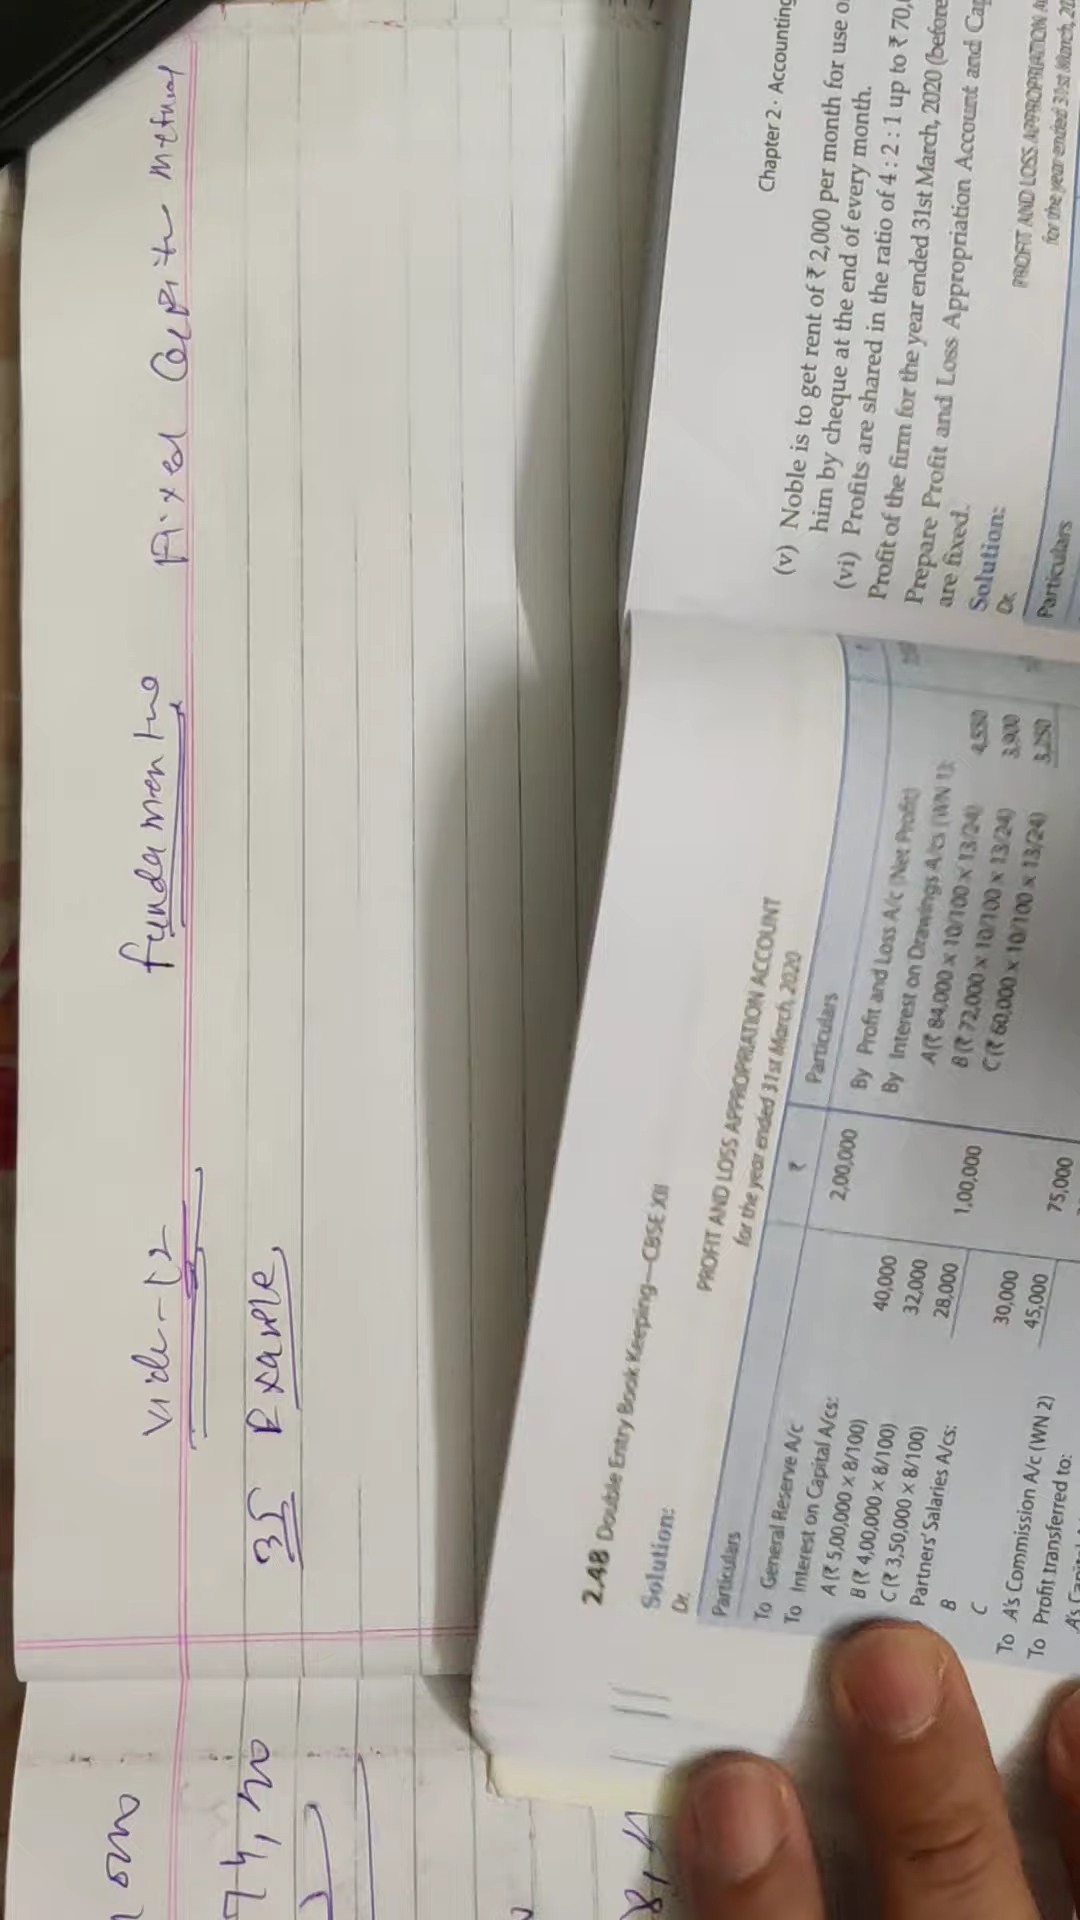 Video-12 fundamental Fixed Capital method
35 Example
2.48 Double Entry Book Keeping—CBSE XII
Solution:
Dr.
PROFIT AND LOSS APPROPRIATION ACCOUNT
for the year ended 31st March, 2020
Particulars ₹ Particulars
To General Reserve A/c 2,00,000 By Profit and Loss A/c (Net Profit)
To Interest on Capital A/cs: By Interest on Drawings A/cs (WN 1):
A (₹ 5,00,000 × 8/100) 40,000 A (₹ 84,000 × 10/100 × 13/24) 4,550
B (₹ 4,00,000 × 8/100) 32,000 B (₹ 72,000 × 10/100 × 13/24) 3,900
C (₹ 3,50,000 × 8/100) 28,000 1,00,000 C (₹ 60,000 × 10/100 × 13/24) 3,250
Partners' Salaries A/cs:
B 30,000
C 45,000 75,000
To A's Commission A/c (WN 2)
To Profit transferred to:
Chapter 2 · Accounting
(v) Noble is to get rent of ₹ 2,000 per month for use
him by cheque at the end of every month.
(vi) Profits are shared in the ratio of 4 : 2 : 1 up to ₹ 70,
Profit of the firm for the year ended 31st March, 2020 (before
Prepare Profit and Loss Appropriation Account and
are fixed.
Solution:
Dr.
PROFIT AND LOSS APPROPRIATION
for the year ended 31st March,
Particulars